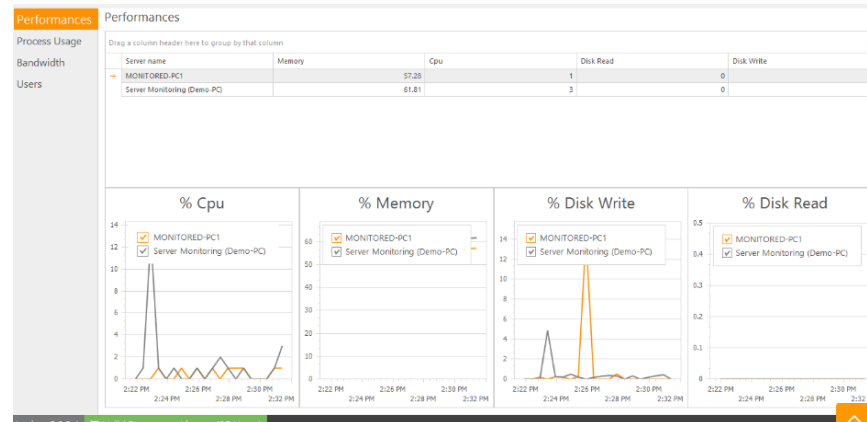 Performances
Process Usage
Bandwidth
Users
Performances
Drag a column header here to group by that column
Server name Memory Cpu Disk Read Disk Write
MONITORED-PC1 57.28 1 0
Server Monitoring (Demo-PC) 61.81 3 0
% Cpu
14
12
10
8
6
4
2
0
MONITORED-PC1
Server Monitoring (Demo-PC)
2:22 PM 2:26 PM 2:30 PM
2:24 PM 2:28 PM 2:32 PM
% Memory
60
50
40
30
20
10
0
MONITORED-PC1
Server Monitoring (Demo-PC)
2:22 PM 2:26 PM 2:30 PM
2:24 PM 2:28 PM 2:32 PM
% Disk Write
14
12
10
8
6
4
2
0
MONITORED-PC1
Server Monitoring (Demo-PC)
2:22 PM 2:26 PM 2:30 PM
2:24 PM 2:28 PM 2:32 PM
% Disk Read
0.5
0.4
0.3
0.2
0.1
0
MONITORED-PC1
Server Monitoring (Demo-PC)
2:22 PM 2:26 PM 2:30 PM
2:24 PM 2:28 PM 2:32